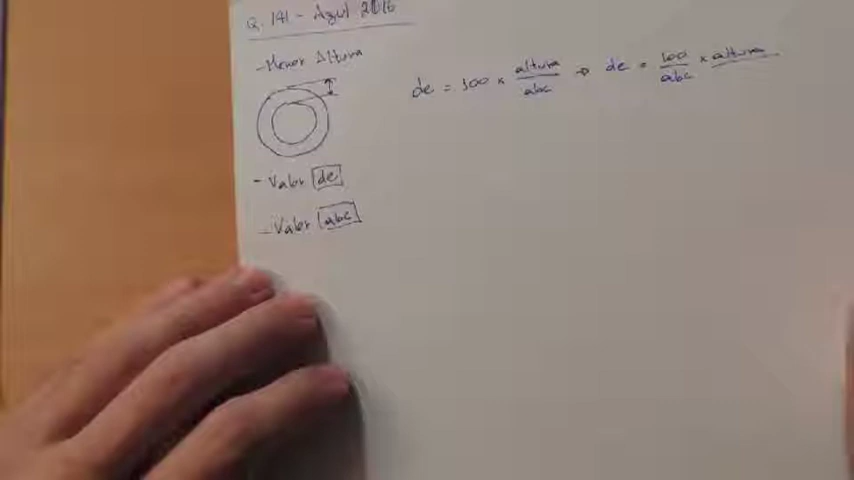 Q. 141 - Azul 2016
- Menor Altura
de = 100 × altura/abc ⇒ de = 100/abc × altura
- Valor de
- Valor abc